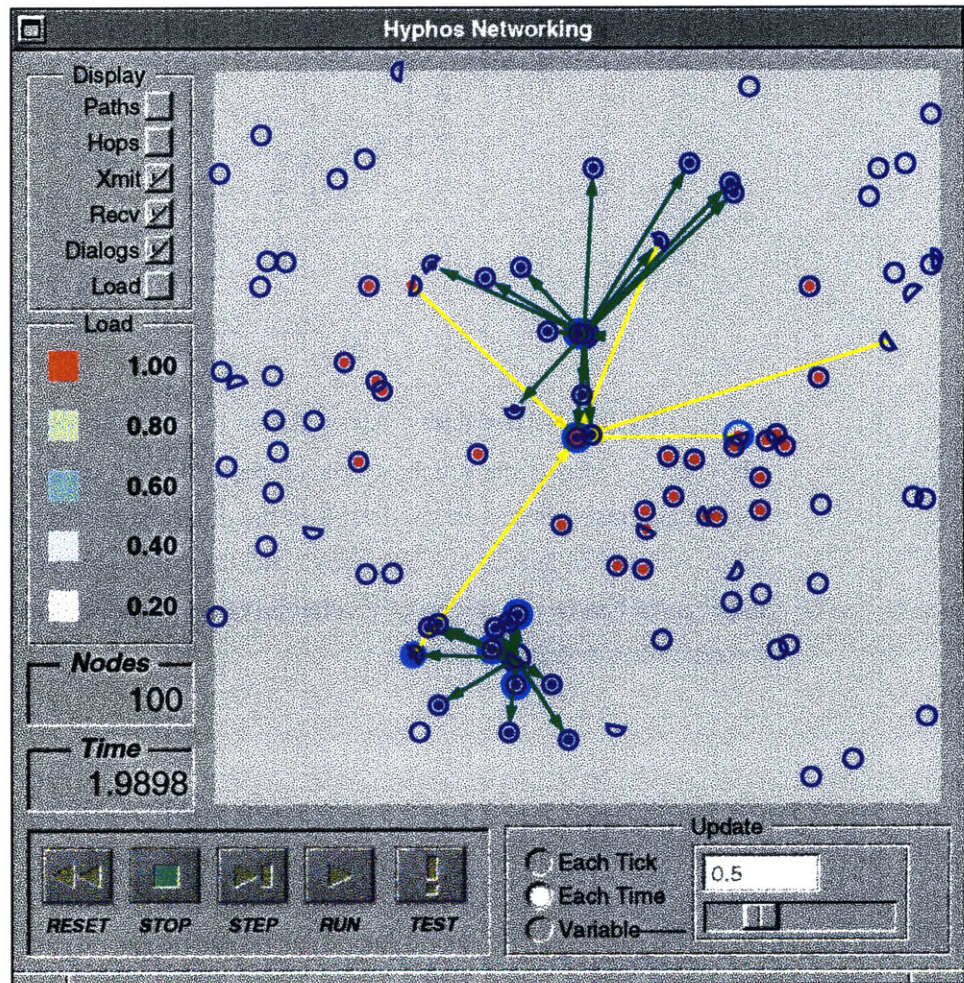 Hyphos Networking
Display
Paths
Hops
Xmit
Recv
Dialogs
Load
Load
1.00
0.80
0.60
0.40
0.20
Nodes
100
Time
1.9898
RESET STOP STEP RUN TEST
Update
Each Tick
Each Time
Variable
0.5